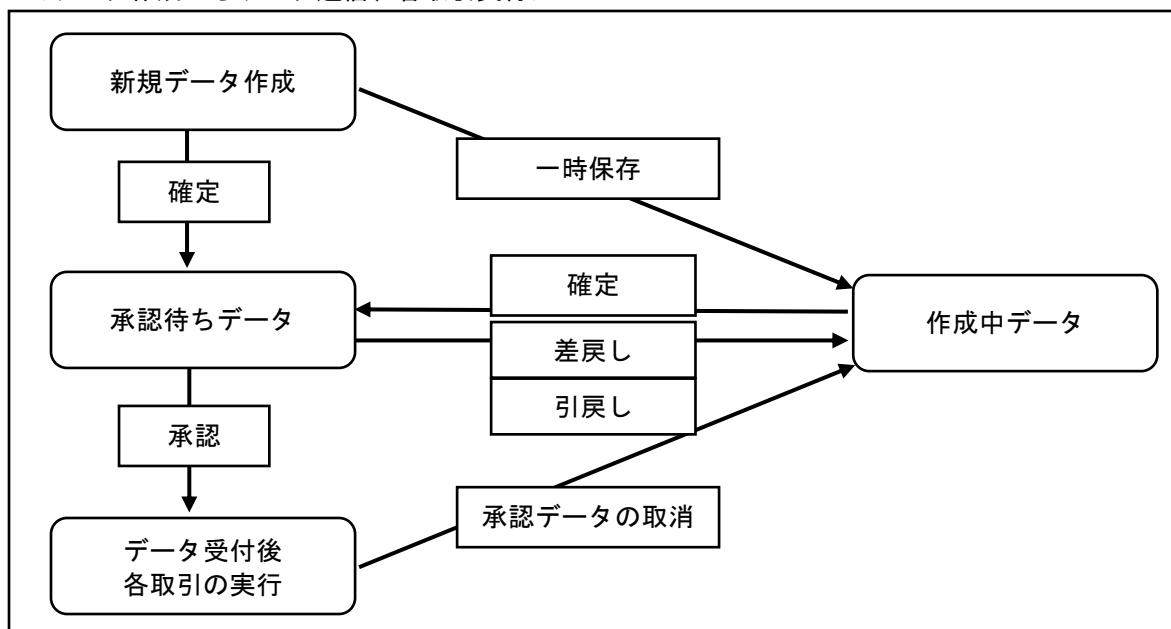 新規データ作成
一時保存
確定
確定
承認待ちデータ
作成中データ
差戻し
引戻し
承認
承認データの取消
データ受付後
各取引の実行